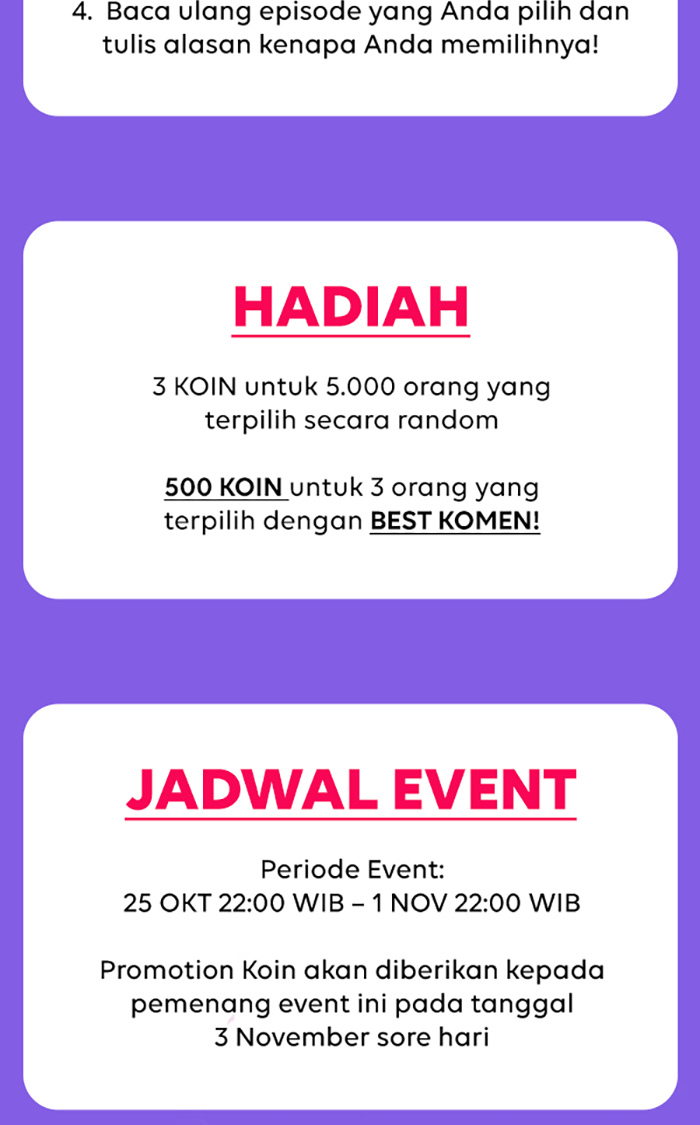 4. Baca ulang episode yang Anda pilih dan
tulis alasan kenapa Anda memilihnya!
HADIAH
3 KOIN untuk 5.000 orang yang
terpilih secara random
500 KOIN untuk 3 orang yang
terpilih dengan BEST KOMEN!
JADWAL EVENT
Periode Event:
25 OKT 22:00 WIB – 1 NOV 22:00 WIB
Promotion Koin akan diberikan kepada
pemenang event ini pada tanggal
3 November sore hari